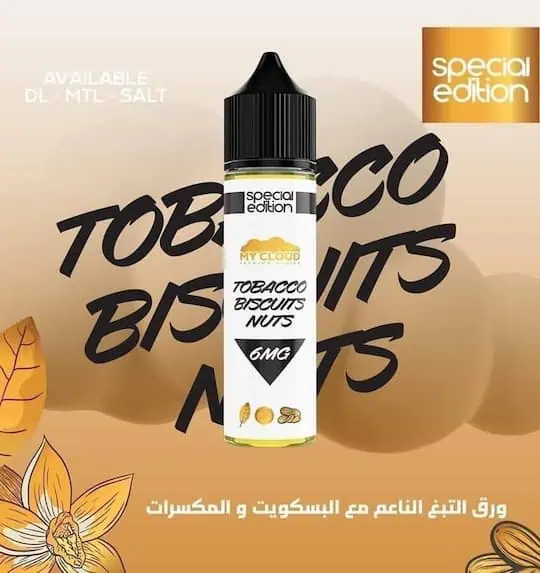 AVAILABLE
DL - MTL - SALT
special
edition
TOBACCO
BISCUITS
NUTS
special
edition
MY CLOUD
TOBACCO
BISCUITS
NUTS
6MG
ورق التبغ الناعم مع البسكويت و المكسرات